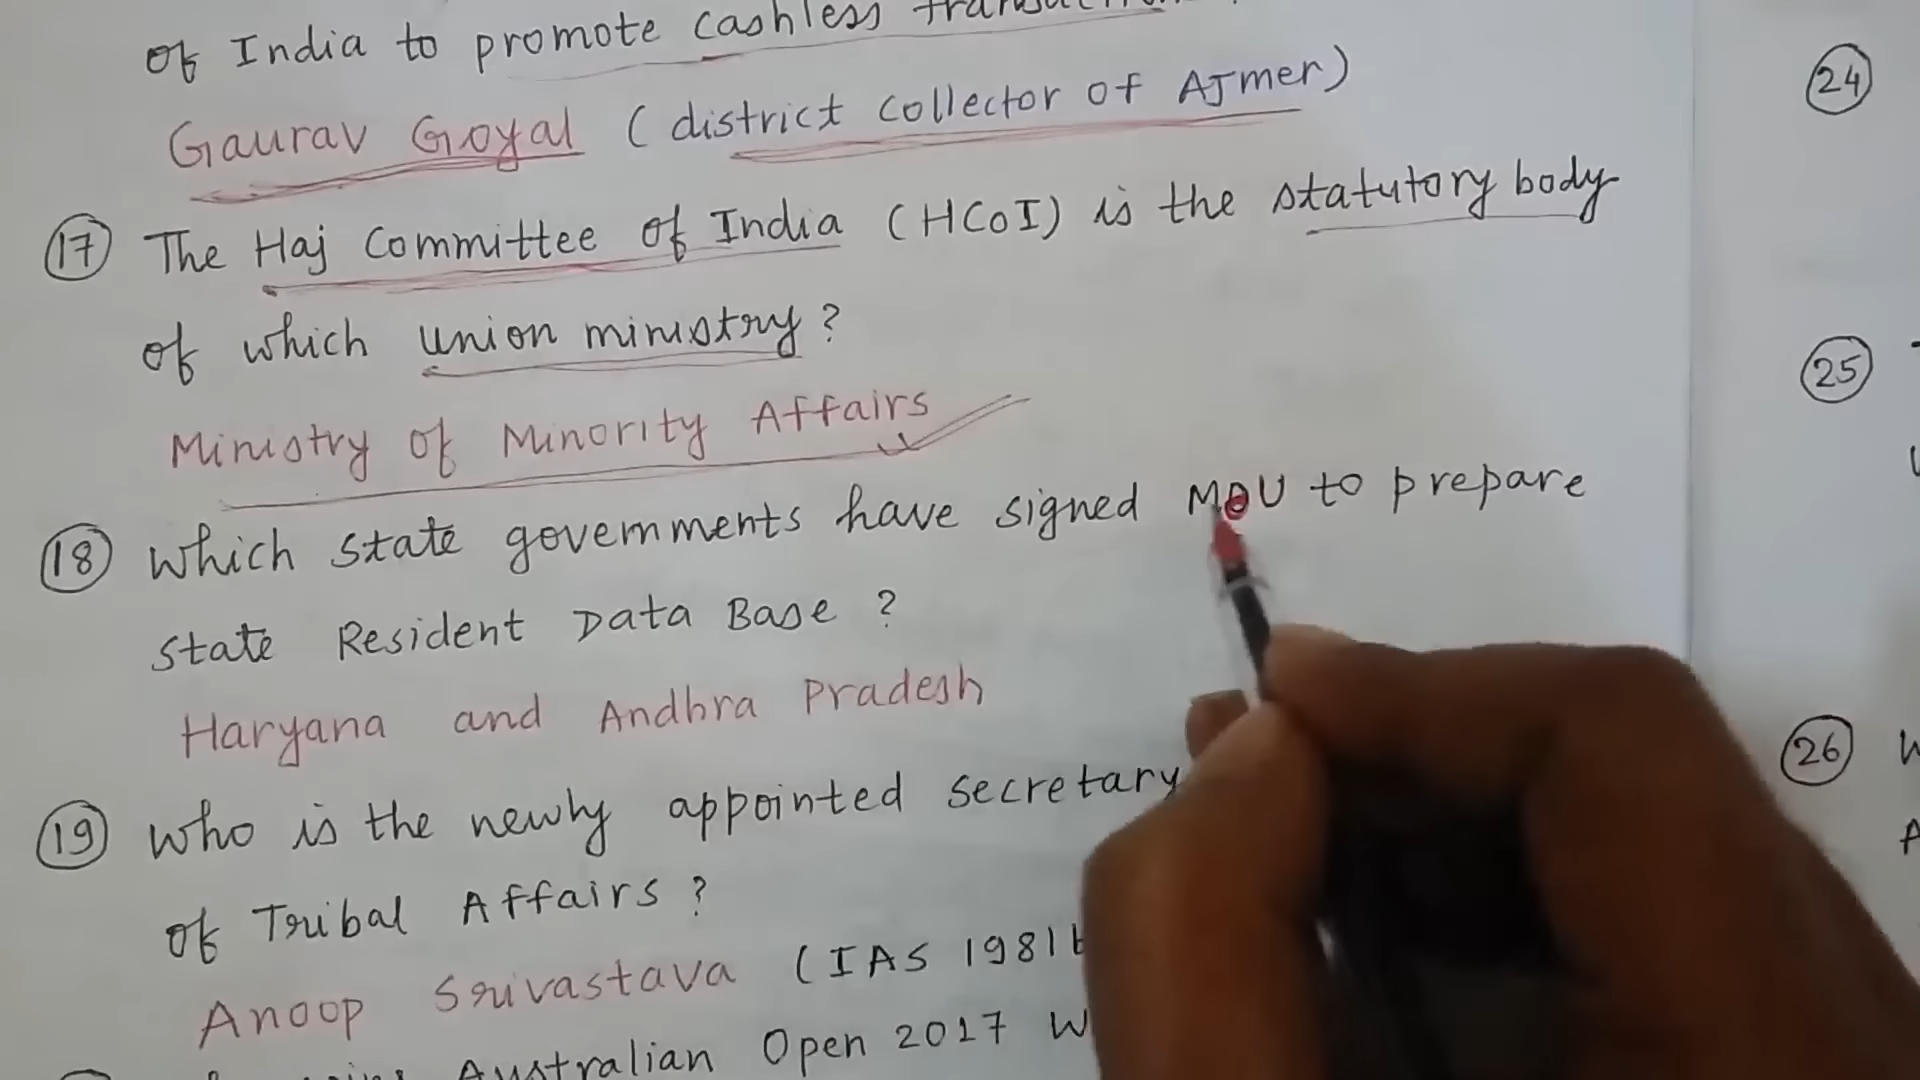 of India to promote cashless
Gaurav Goyal (district collector of AJmer)
17 The Haj Committee of India (HCoI) is the statutory body
of which union ministry?
Ministry of Minority Affairs
18 Which state governments have signed MOU to prepare
state Resident Data Base?
Haryana and Andhra Pradesh
19 Who is the newly appointed secretary
of Tribal Affairs?
Anoop Srivastava (IAS 1981
Australian Open 2017
24
25
26